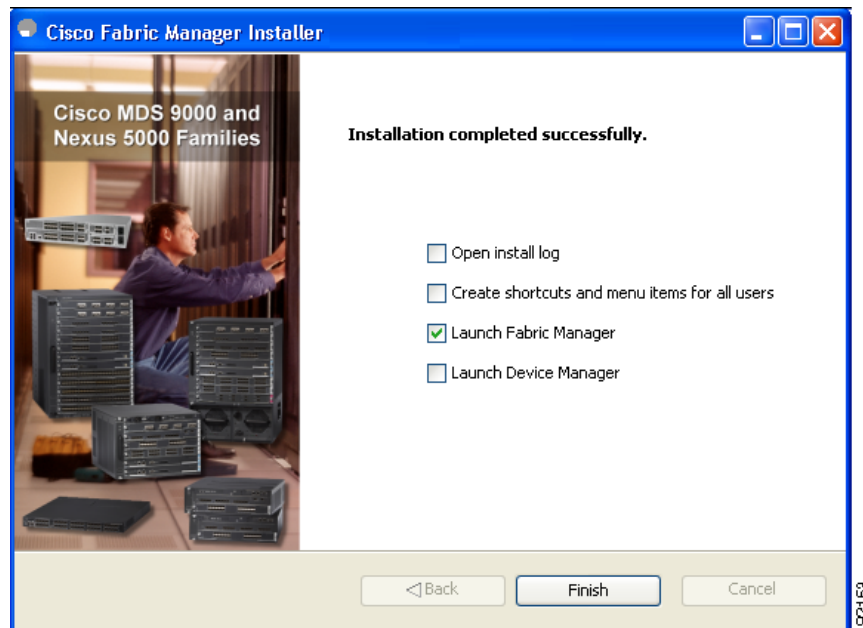 Cisco Fabric Manager Installer
Cisco MDS 9000 and
Nexus 5000 Families
Installation completed successfully.
Open install log
Create shortcuts and menu items for all users
Launch Fabric Manager
Launch Device Manager
Back
Finish
Cancel